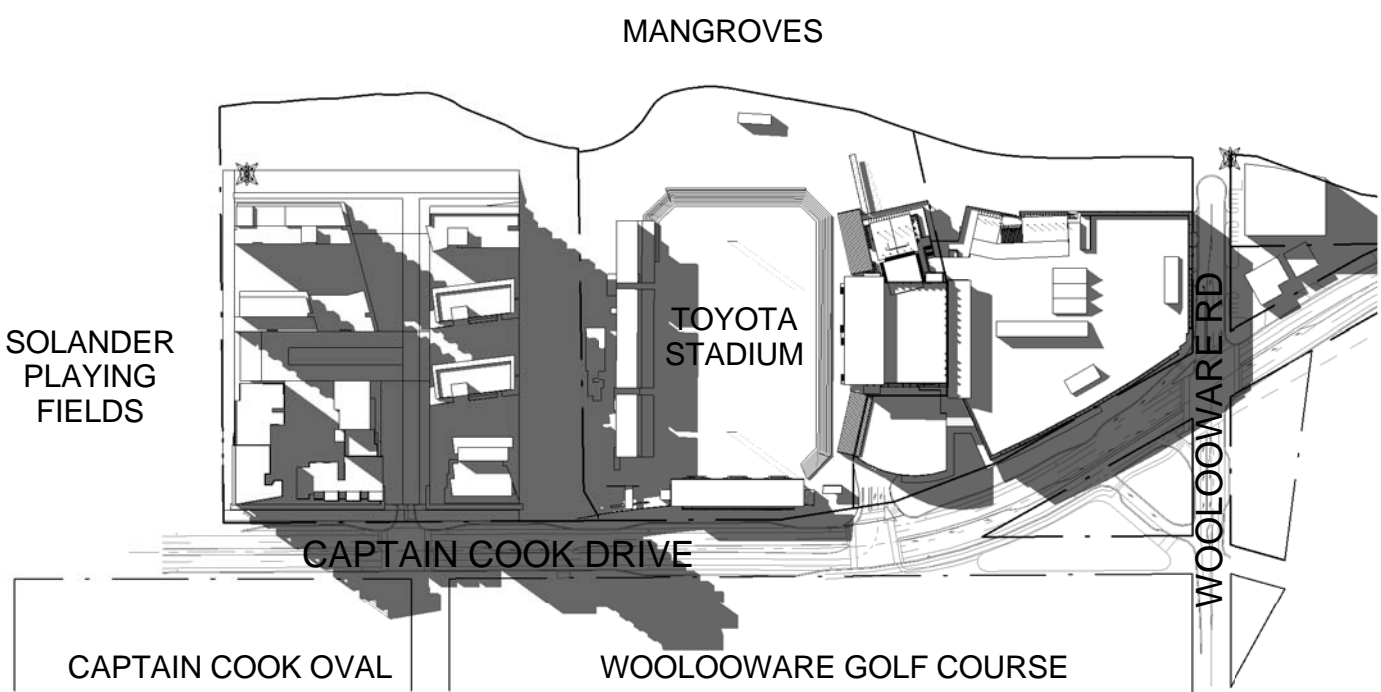 MANGROVES
SOLANDER
PLAYING
FIELDS
TOYOTA
STADIUM
WOOLOOWARE RD
CAPTAIN COOK DRIVE
CAPTAIN COOK OVAL
WOOLOOWARE GOLF COURSE